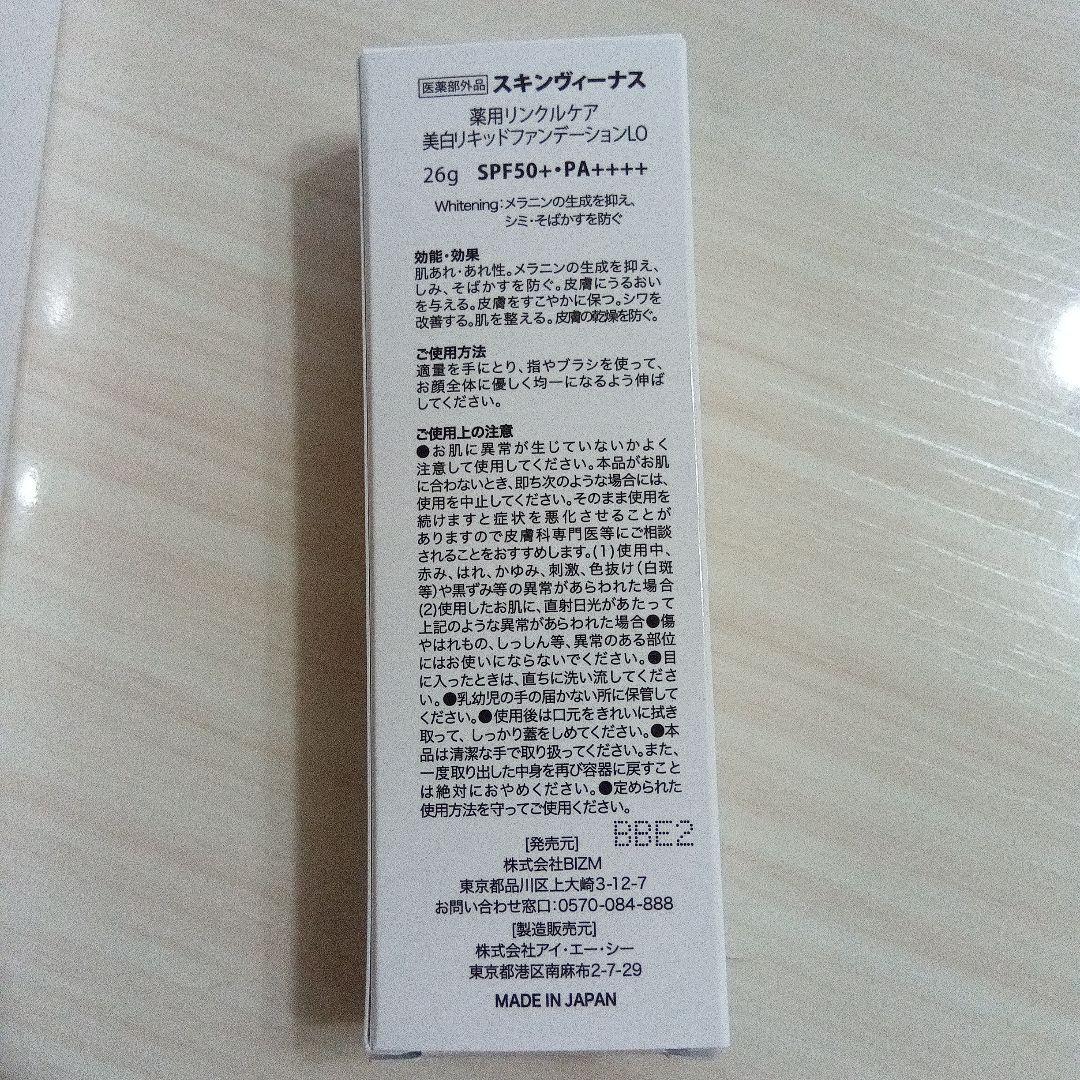 医薬部外品 スキンヴィーナス
薬用リンクルケア
美白リキッドファンデーションLO
26g SPF50+・PA++++
Whitening:メラニンの生成を抑え、
シミ・そばかすを防ぐ
効能・効果
肌あれ・あれ性。メラニンの生成を抑え、
しみ、そばかすを防ぐ。皮膚にうるおい
を与える。皮膚をすこやかに保つ。シワを
改善する。肌を整える。皮膚の乾燥を防ぐ。
ご使用方法
適量を手にとり、指やブラシを使って、
お顔全体に優しく均一になるよう伸ば
してください。
ご使用上の注意
●お肌に異常が生じていないかよく
注意して使用してください。本品がお肌
に合わないとき、即ち次のような場合には、
使用を中止してください。そのまま使用を
続けますと症状を悪化させることが
ありますので皮膚科専門医等にご相談
されることをおすすめします。(1)使用中、
赤み、はれ、かゆみ、刺激、色抜け(白斑
等)や黒ずみ等の異常があらわれた場合
(2)使用したお肌に、直射日光があたって
上記のような異常があらわれた場合●傷
やはれもの、しっしん等、異常のある部位
にはお使いにならないでください。●目
に入ったときは、直ちに洗い流してくださ
い。●乳幼児の手の届かない所に保管して
ください。●使用後は口元をきれいに拭き
取って、しっかり蓋をしめてください。●本
品は清潔な手で取り扱ってください。また、
一度取り出した中身を再び容器に戻すこと
は絶対におやめください。●定められた
使用方法を守ってご使用ください。
BBE2
[発売元]
株式会社BIZM
東京都品川区上大崎3-12-7
お問い合わせ窓口:0570-084-888
[製造販売元]
株式会社アイ・エー・シー
東京都港区南麻布2-7-29
MADE IN JAPAN